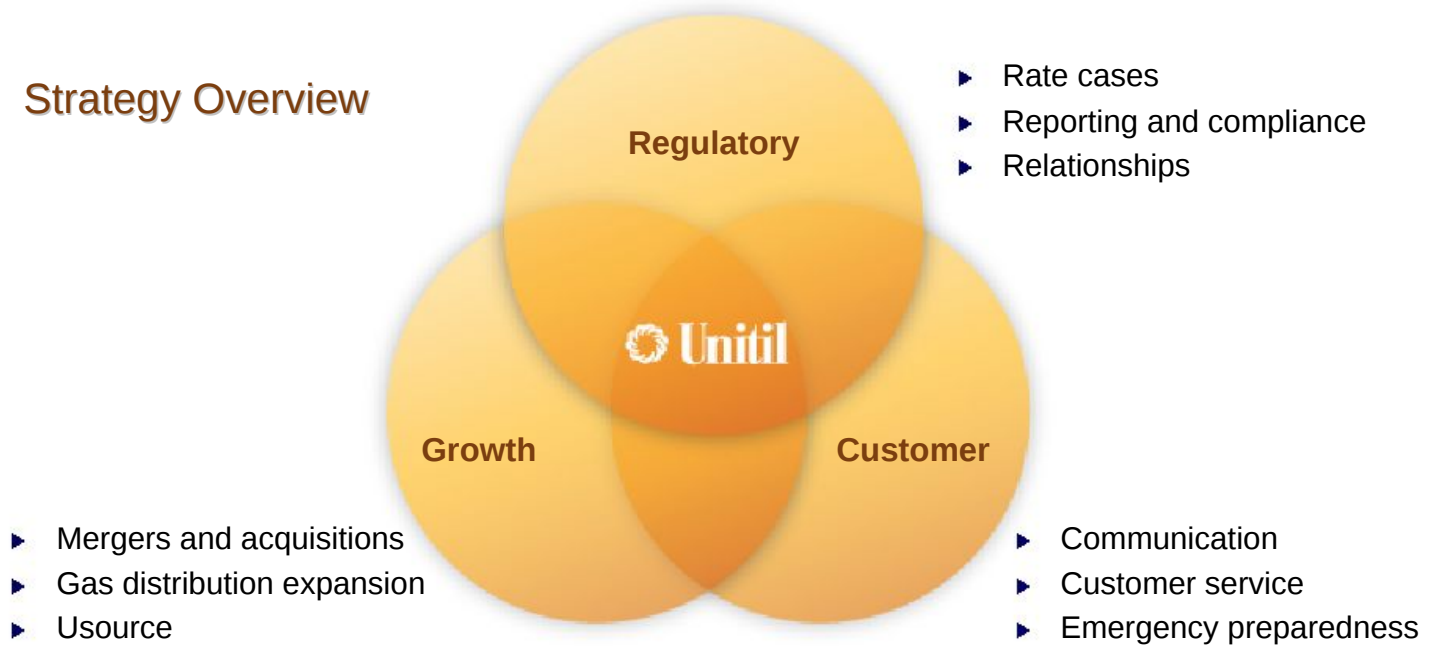 Strategy Overview
Regulatory
Rate cases
Reporting and compliance
Relationships
Unitil
Growth
Customer
Mergers and acquisitions
Gas distribution expansion
Usource
Communication
Customer service
Emergency preparedness